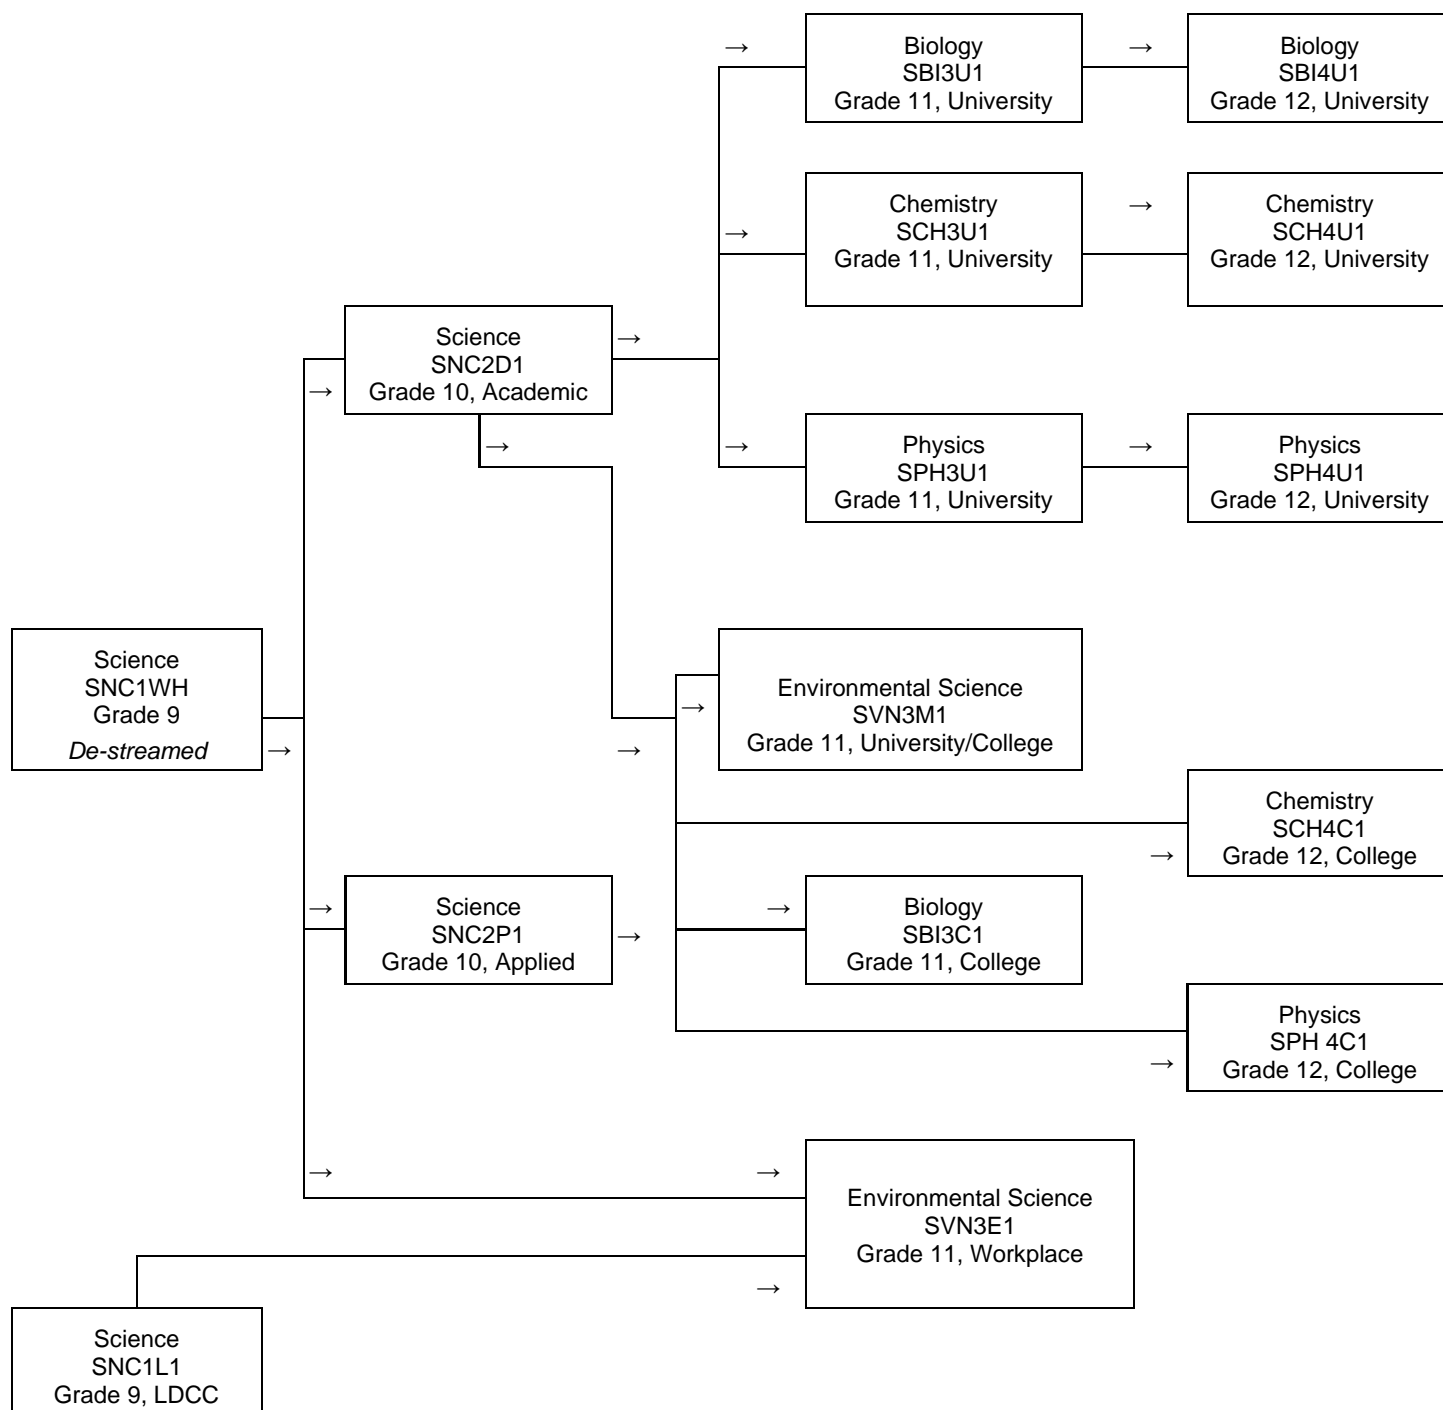 →
Biology
SBI3U1
Grade 11, University
→
Biology
SBI4U1
Grade 12, University
→
Chemistry
SCH3U1
Grade 11, University
→
Chemistry
SCH4U1
Grade 12, University
Science
SNC2D1
Grade 10, Academic
→
→
→
→
Physics
SPH3U1
Grade 11, University
→
Physics
SPH4U1
Grade 12, University
Science
SNC1WH
Grade 9
De-streamed
→
→
→
Environmental Science
SVN3M1
Grade 11, University/College
Chemistry
SCH4C1
Grade 12, College
→
→
Science
SNC2P1
Grade 10, Applied
→
→
Biology
SBI3C1
Grade 11, College
Physics
SPH 4C1
Grade 12, College
→
→
→
Environmental Science
SVN3E1
Grade 11, Workplace
→
Science
SNC1L1
Grade 9, LDCC